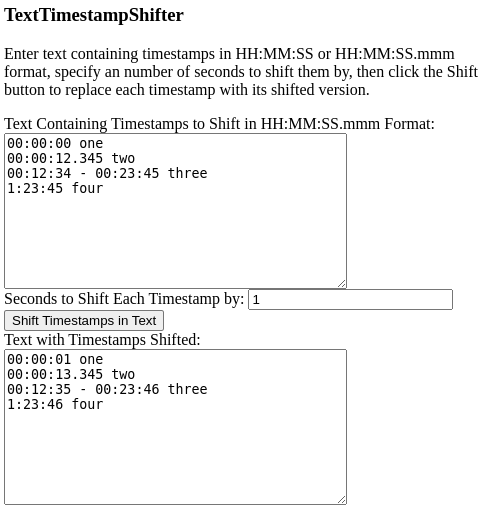 TextTimestampShifter
Enter text containing timestamps in HH:MM:SS or HH:MM:SS.mmm
format, specify an number of seconds to shift them by, then click the Shift
button to replace each timestamp with its shifted version.
Text Containing Timestamps to Shift in HH:MM:SS.mmm Format:
00:00:00 one
00:00:12.345 two
00:12:34 - 00:23:45 three
1:23:45 four
Seconds to Shift Each Timestamp by: 1
Shift Timestamps in Text
Text with Timestamps Shifted:
00:00:01 one
00:00:13.345 two
00:12:35 - 00:23:46 three
1:23:46 four